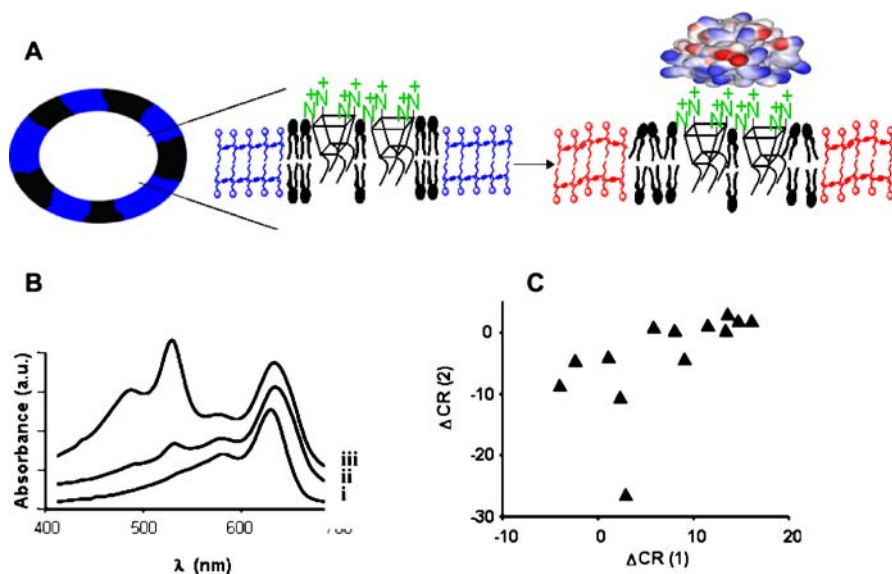 A
N+ N+ N+ N+ N+ N+
N+ N+ N+ N+ N+ N+
B
C
Absorbance (a.u.)
iii
ii
i
400
500
600
λ (nm)
ΔCR (2)
0
-10
-20
-30
-10
0
10
20
ΔCR (1)